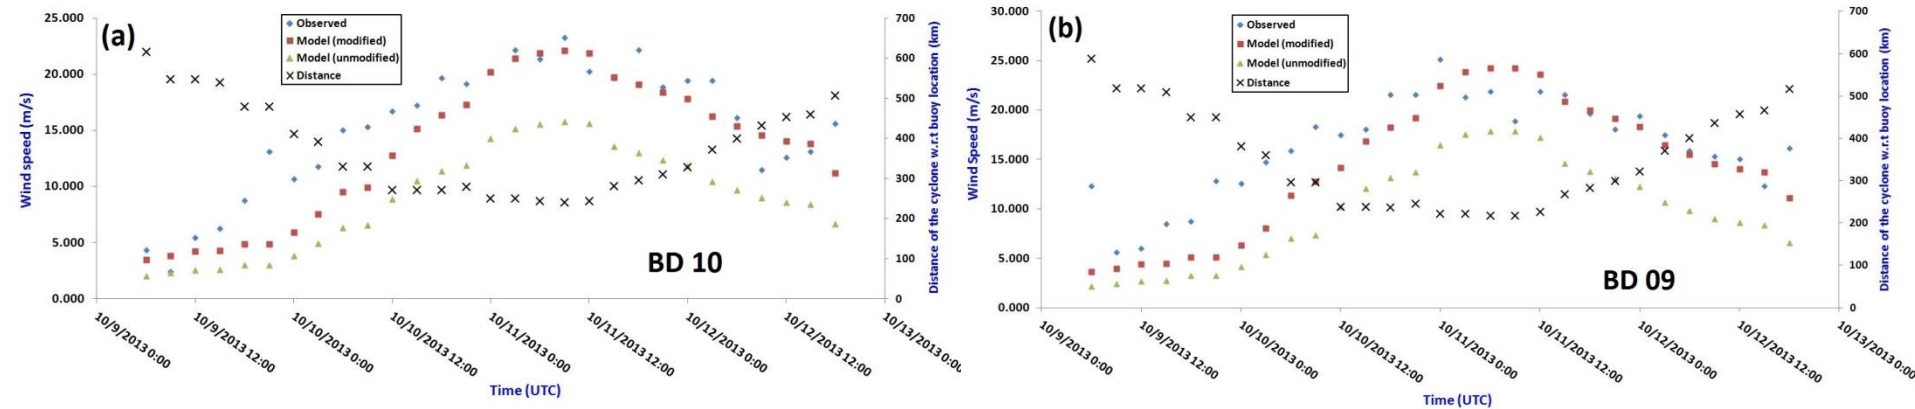 (a)
Observed
Model (modified)
Model (unmodified)
Distance
25.000
20.000
15.000
10.000
5.000
0.000
Wind speed (m/s)
700
600
500
400
300
200
100
0
Distance of the cyclone w.r.t buoy location (km)
BD 10
10/9/2013 0:00
10/9/2013 12:00
10/10/2013 0:00
10/10/2013 12:00
10/11/2013 0:00
10/11/2013 12:00
10/12/2013 0:00
10/12/2013 12:00
10/13/2013 0:00
Time (UTC)
(b)
Observed
Model (modified)
Model (unmodified)
Distance
30.000
25.000
20.000
15.000
10.000
5.000
0.000
Wind Speed (m/s)
700
600
500
400
300
200
100
0
Distance of the cyclone w.r.t buoy location (km)
BD 09
10/9/2013 0:00
10/9/2013 12:00
10/10/2013 0:00
10/10/2013 12:00
10/11/2013 0:00
10/11/2013 12:00
10/12/2013 0:00
10/12/2013 12:00
10/13/2013 0:00
Time (UTC)